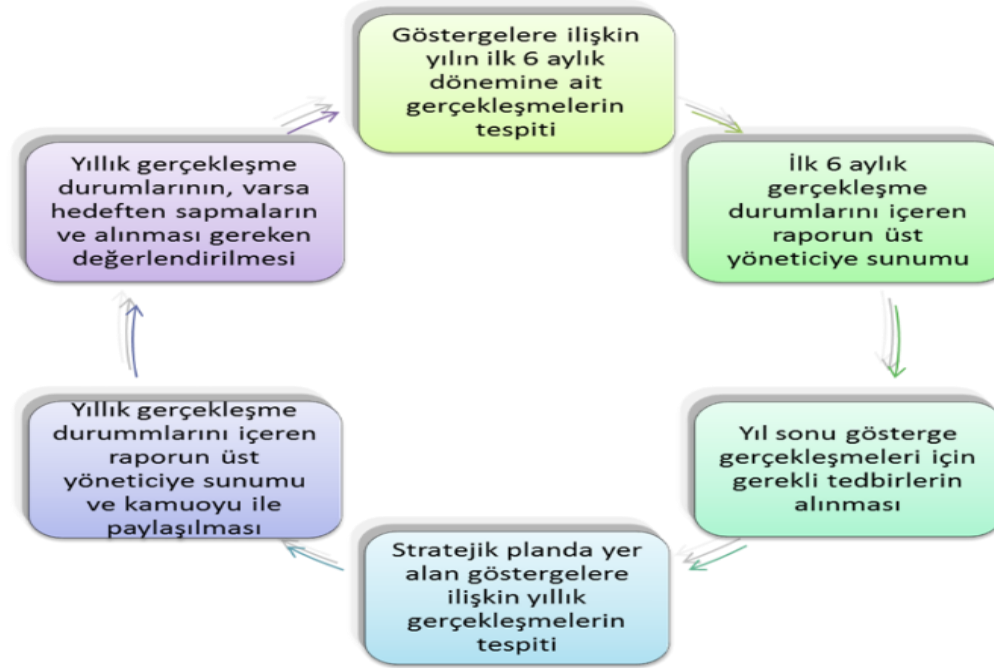 Göstergelere ilişkin
yılın ilk 6 aylık
dönemine ait
gerçekleşmelerin
tespiti
İlk 6 aylık
gerçekleşme
durumlarını içeren
raporun üst
yöneticiye sunumu
Yıl sonu gösterge
gerçekleşmeleri için
gerekli tedbirlerin
alınması
Stratejik planda yer
alan göstergelere
ilişkin yıllık
gerçekleşmelerin
tespiti
Yıllık gerçekleşme
durummlarını içeren
raporun üst
yöneticiye sunumu
ve kamuoyu ile
paylaşılması
Yıllık gerçekleşme
durumlarının, varsa
hedeften sapmaların
ve alınması gereken
değerlendirilmesi